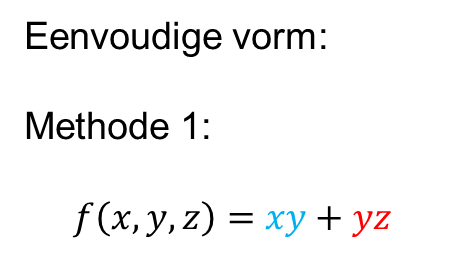 Eenvoudige vorm:
Methode 1:
f(x, y, z) = xy + yz